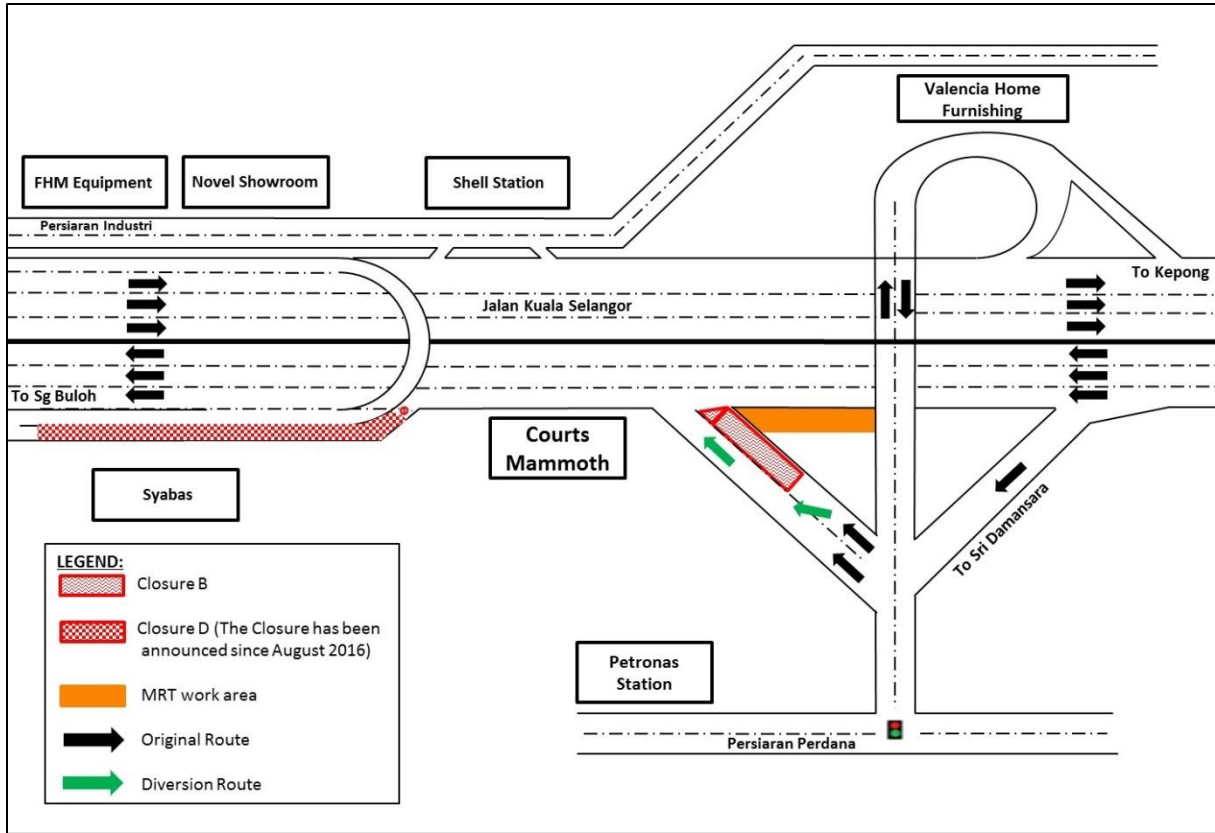 Valencia Home
Furnishing
FHM Equipment
Novel Showroom
Shell Station
Persiaran Industri
To Kepong
Jalan Kuala Selangor
To Sg Buloh
Courts
Mammoth
Syabas
To Sri Damansara
LEGEND:
Closure B
Closure D (The Closure has been
announced since August 2016)
MRT work area
Original Route
Diversion Route
Petronas
Station
Persiaran Perdana